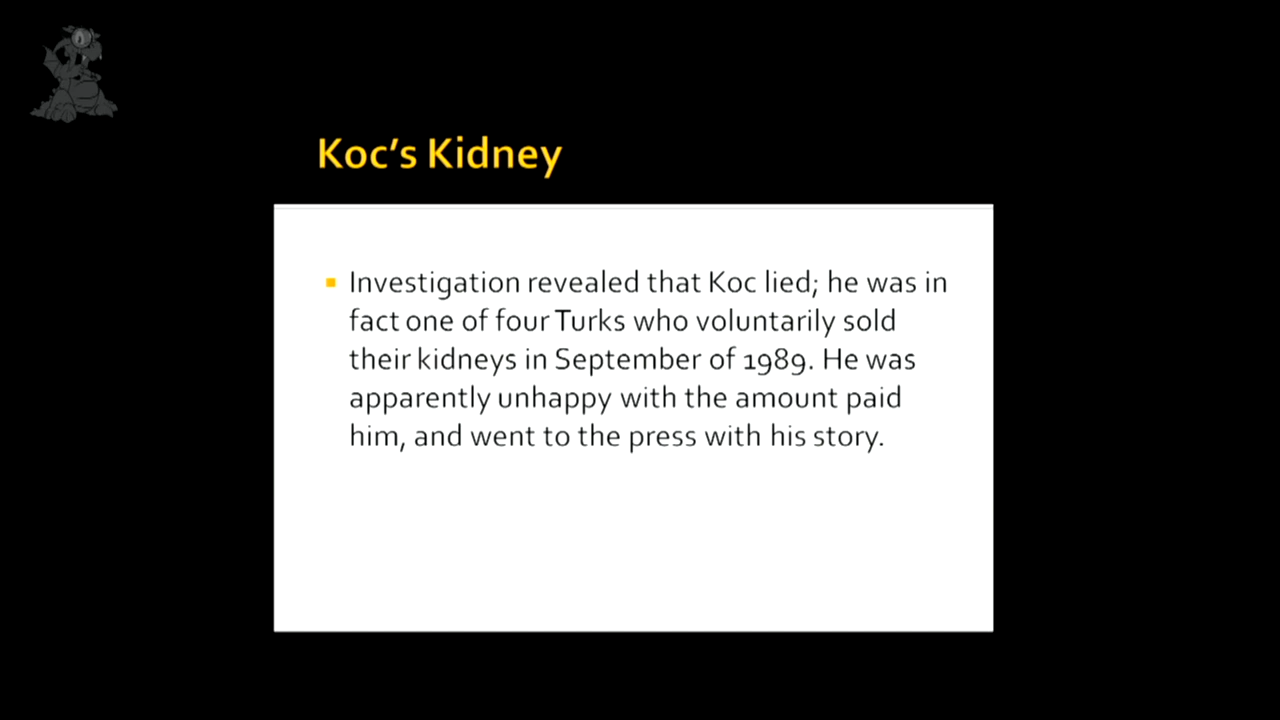 Koc's Kidney
Investigation revealed that Koc lied; he was in
fact one of four Turks who voluntarily sold
their kidneys in September of 1989. He was
apparently unhappy with the amount paid
him, and went to the press with his story.